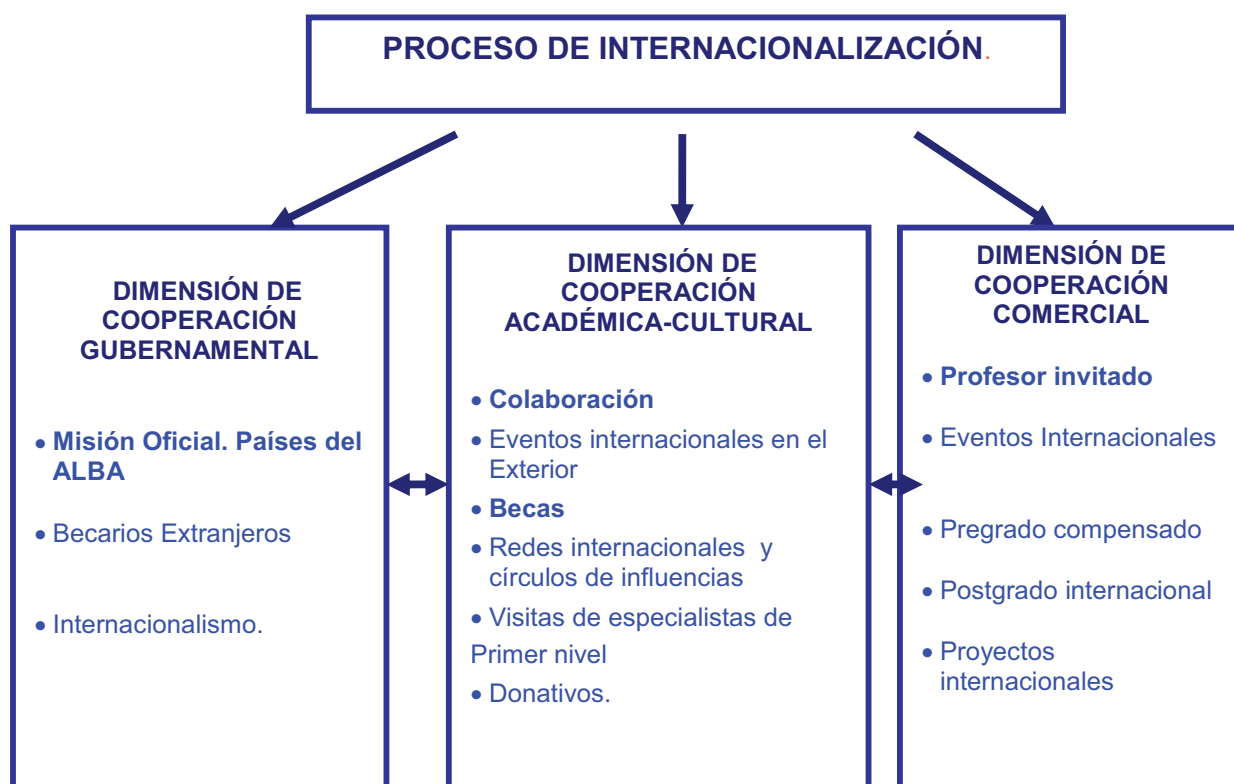 PROCESO DE INTERNACIONALIZACIÓN.
DIMENSIÓN DE
COOPERACIÓN
GUBERNAMENTAL
• Misión Oficial. Países del
ALBA
• Becarios Extranjeros
• Internacionalismo.
DIMENSIÓN DE
COOPERACIÓN
ACADÉMICA-CULTURAL
• Colaboración
• Eventos internacionales en el
Exterior
• Becas
• Redes internacionales y
círculos de influencias
• Visitas de especialistas de
Primer nivel
• Donativos.
DIMENSIÓN DE
COOPERACIÓN
COMERCIAL
• Profesor invitado
• Eventos Internacionales
• Pregrado compensado
• Postgrado internacional
• Proyectos
internacionales